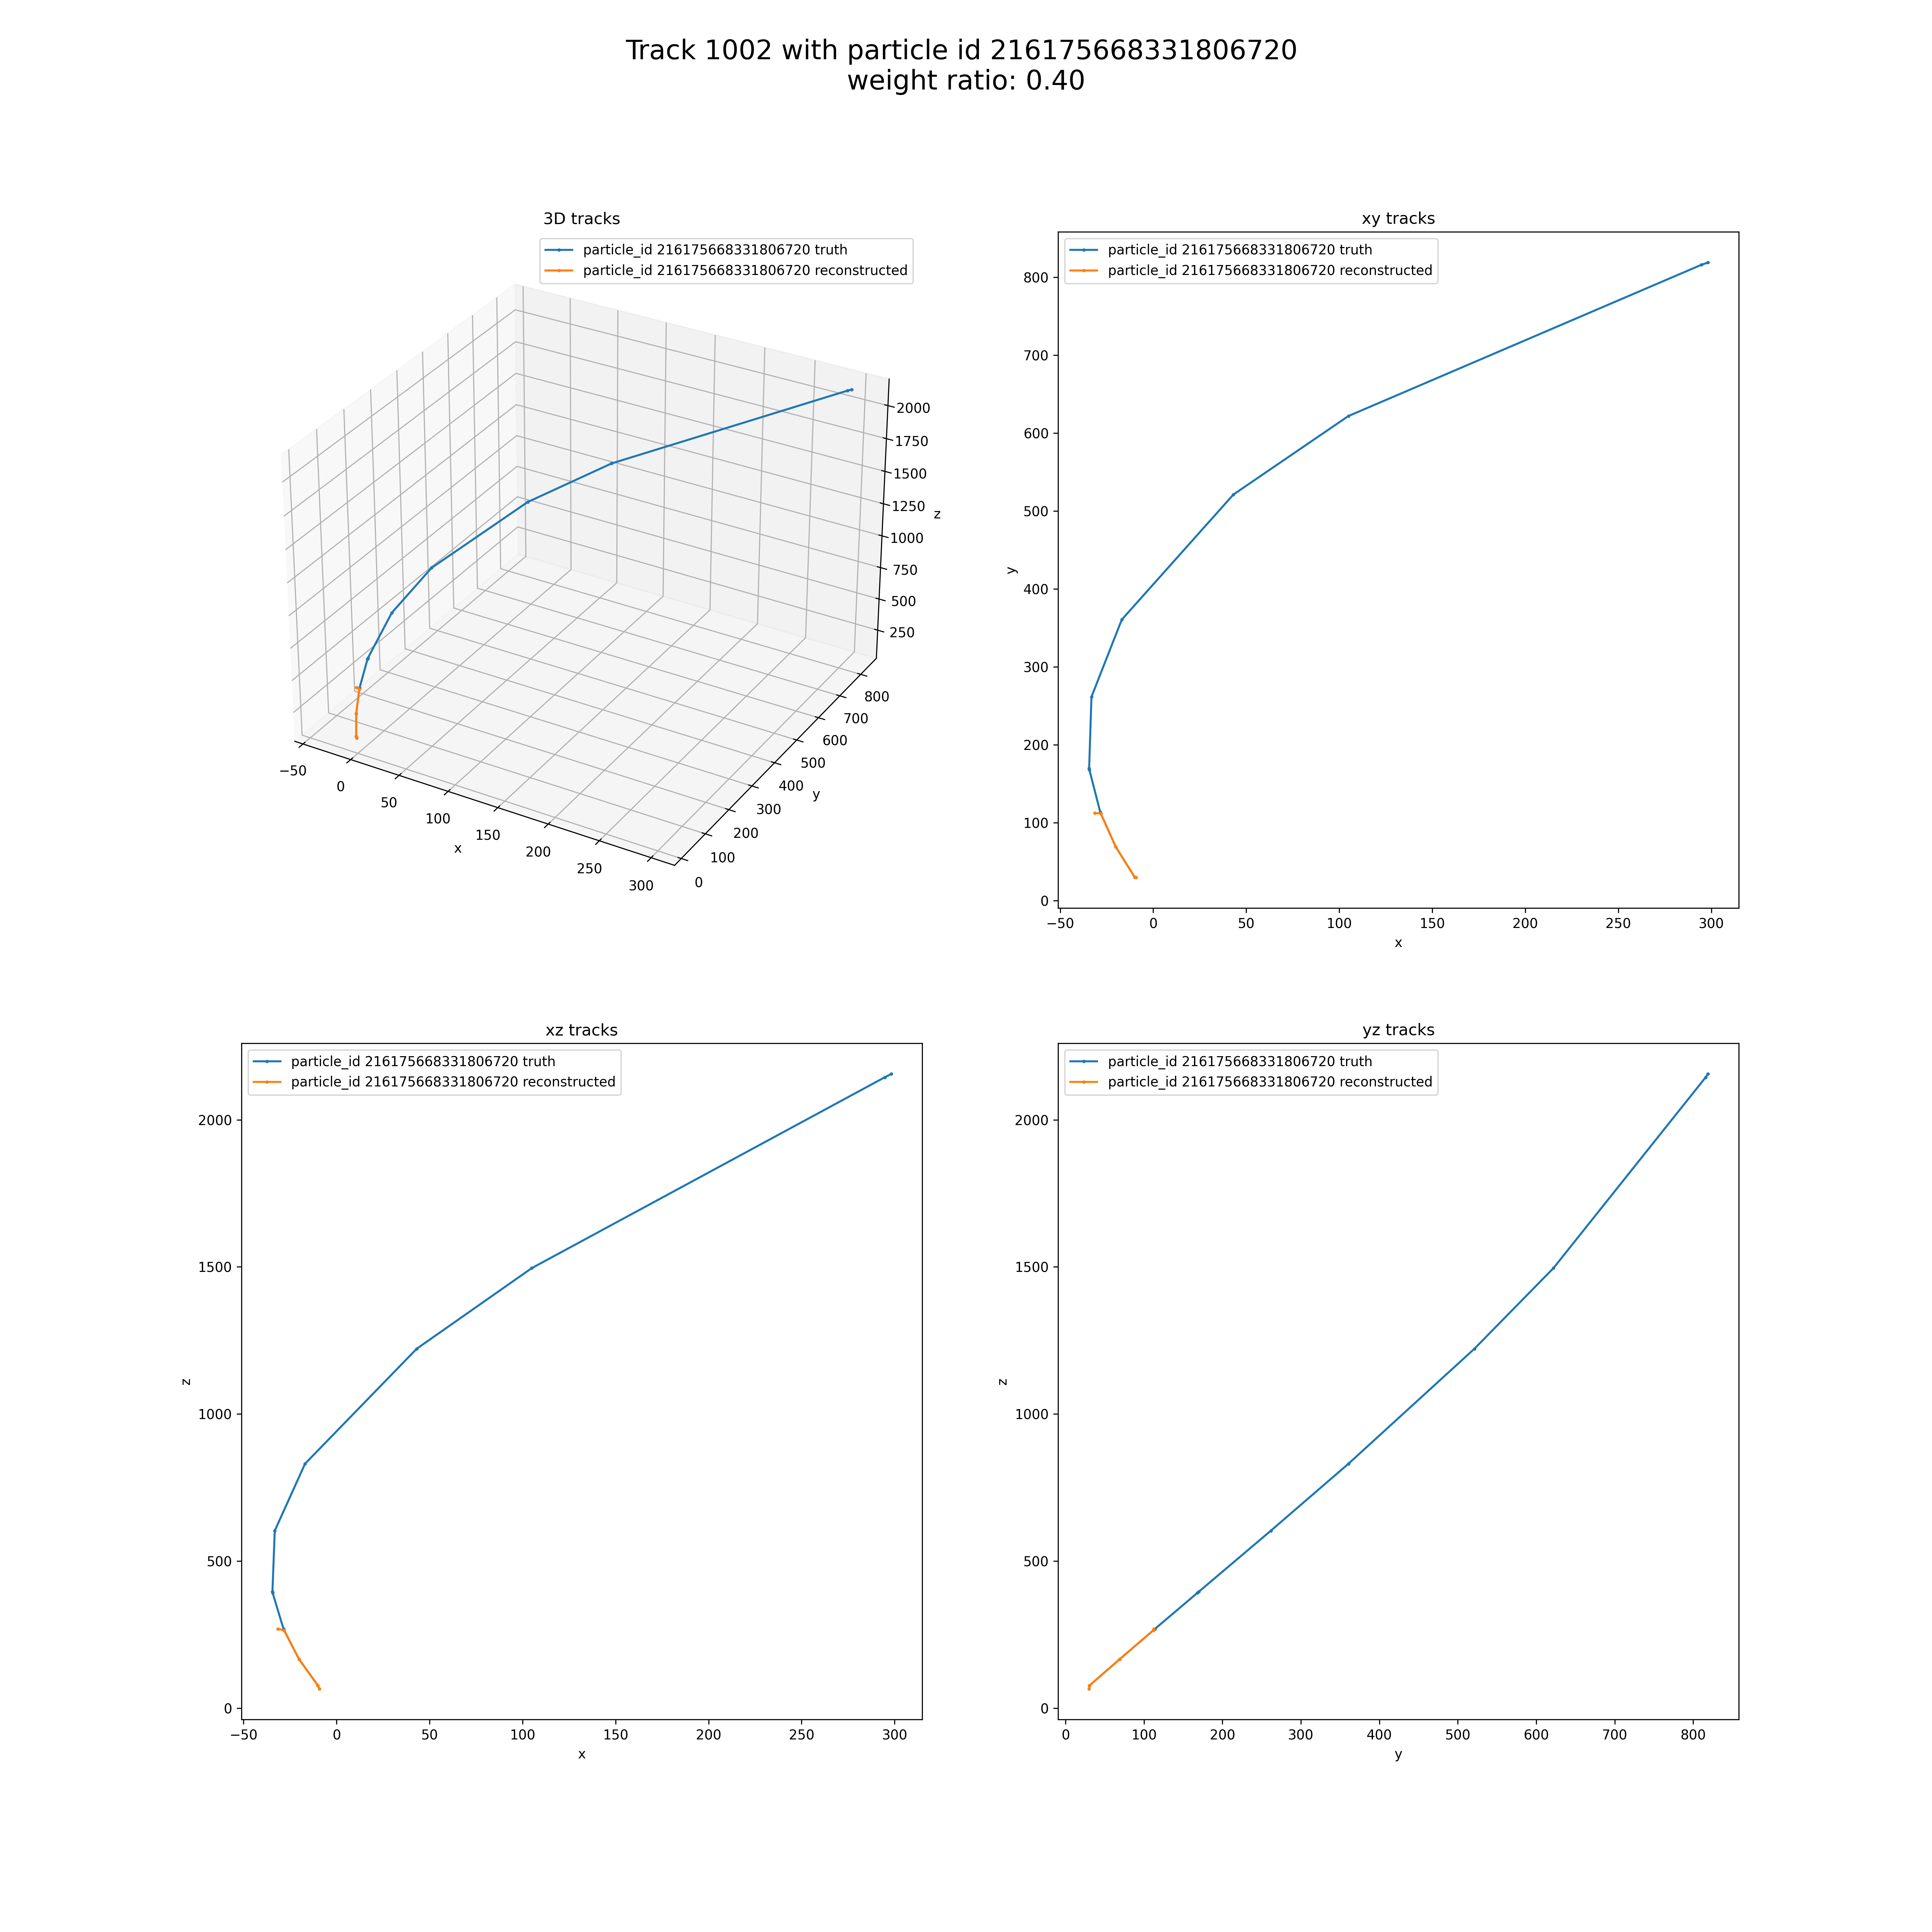 Track 1002 with particle id 216175668331806720
weight ratio: 0.40
3D tracks
particle_id 216175668331806720 truth
particle_id 216175668331806720 reconstructed
2000
1750
1500
1250
1000
750
500
250
z
800
700
600
500
400
300
200
100
0
y
−50
0
50
100
150
200
250
300
x
xy tracks
particle_id 216175668331806720 truth
particle_id 216175668331806720 reconstructed
800
700
600
500
400
300
200
100
0
y
−50 0 50 100 150 200 250 300
x
xz tracks
particle_id 216175668331806720 truth
particle_id 216175668331806720 reconstructed
2000
1500
1000
500
0
z
−50 0 50 100 150 200 250 300
x
yz tracks
particle_id 216175668331806720 truth
particle_id 216175668331806720 reconstructed
2000
1500
1000
500
0
z
0 100 200 300 400 500 600 700 800
y